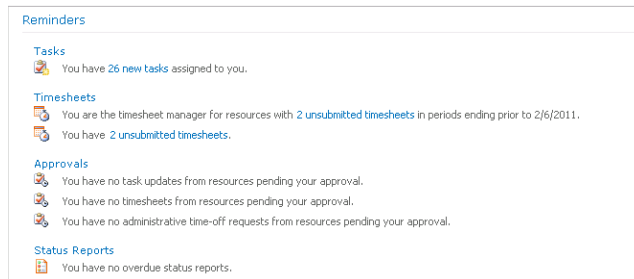 Reminders
Tasks
You have 26 new tasks assigned to you.
Timesheets
You are the timesheet manager for resources with 2 unsubmitted timesheets in periods ending prior to 2/6/2011.
You have 2 unsubmitted timesheets.
Approvals
You have no task updates from resources pending your approval.
You have no timesheets from resources pending your approval.
You have no administrative time-off requests from resources pending your approval.
Status Reports
You have no overdue status reports.